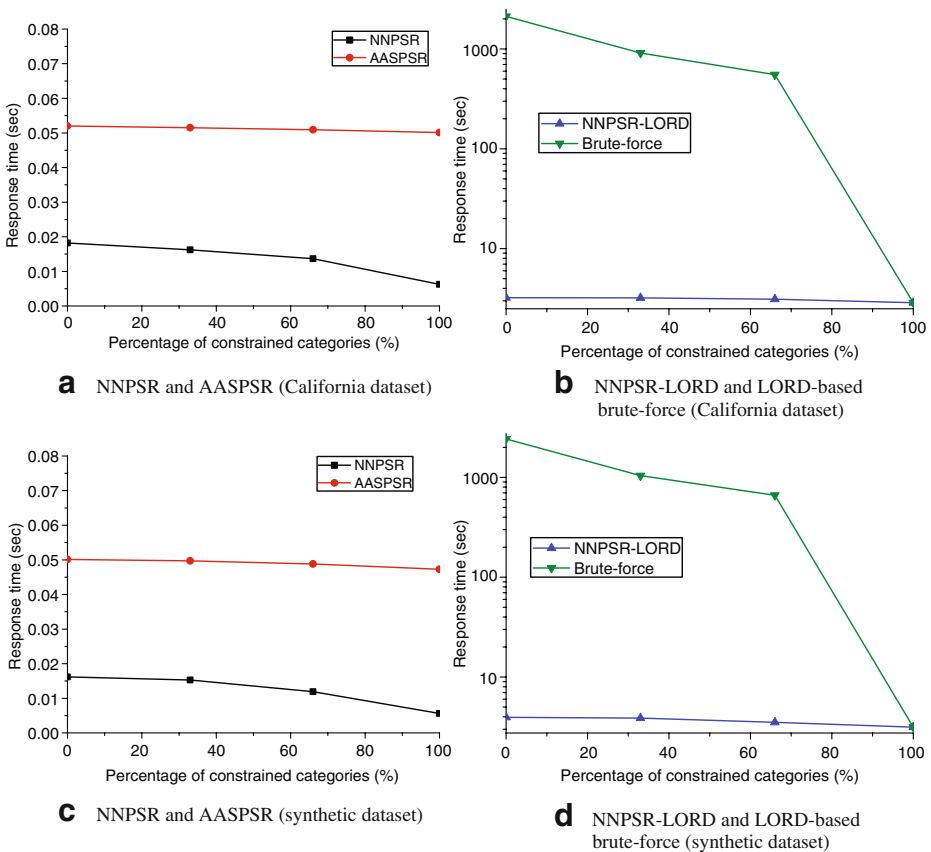 0.08
0.07
0.06
0.05
0.04
0.03
0.02
0.01
0.00
Response time (sec)
NNPSR
AASPSR
0 20 40 60 80 100
Percentage of constrained categories (%)
a NNPSR and AASPSR (California dataset)
1000
100
10
Response time (sec)
NNPSR-LORD
Brute-force
0 20 40 60 80 100
Percentage of constrained categories (%)
b NNPSR-LORD and LORD-based
brute-force (California dataset)
0.08
0.07
0.06
0.05
0.04
0.03
0.02
0.01
0.00
Response time (sec)
NNPSR
AASPSR
0 20 40 60 80 100
Percentage of constrained categories (%)
c NNPSR and AASPSR (synthetic dataset)
1000
100
10
Response time (sec)
NNPSR-LORD
Brute-force
0 20 40 60 80 100
Percentage of constrained categories (%)
d NNPSR-LORD and LORD-based
brute-force (synthetic dataset)